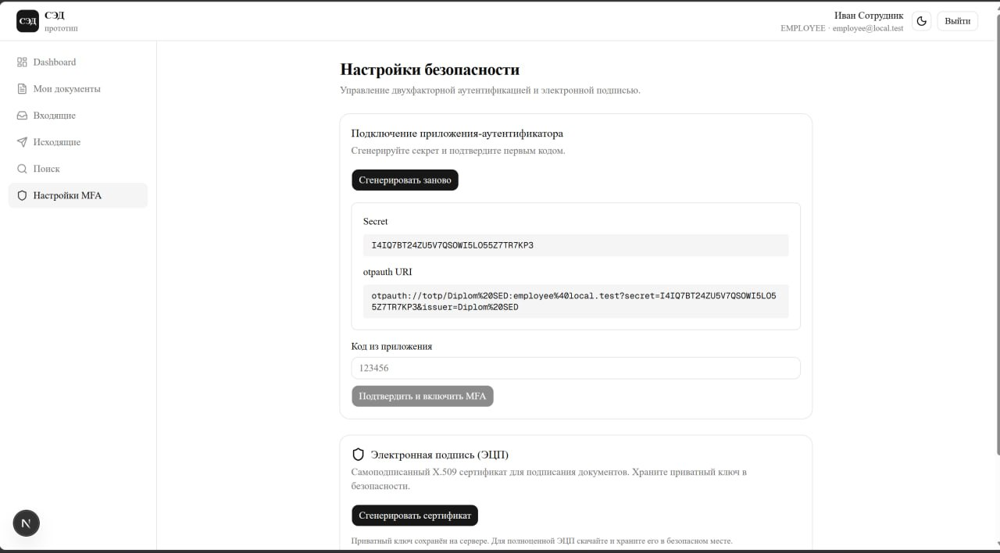 СЭД
СЭД
прототип
Иван Сотрудник
EMPLOYEE · employee@local.test
Выйти
Dashboard
Мои документы
Входящие
Исходящие
Поиск
Настройки MFA
Настройки безопасности
Управление двухфакторной аутентификацией и электронной подписью.
Подключение приложения-аутентификатора
Сгенерируйте секрет и подтвердите первым кодом.
Сгенерировать заново
Secret
I4IQ7BT24ZU5V7QSOWI5LO55Z7TR7KP3
otpauth URI
otpauth://totp/Diplom%20SED:employee%40local.test?secret=I4IQ7BT24ZU5V7QSOWI5LO5
5Z7TR7KP3&issuer=Diplom%20SED
Код из приложения
123456
Подтвердить и включить MFA
Электронная подпись (ЭЦП)
Самоподписанный X.509 сертификат для подписания документов. Храните приватный ключ в
безопасности.
Сгенерировать сертификат
Приватный ключ сохранён на сервере. Для полноценной ЭЦП скачайте и храните его в безопасном месте.
N